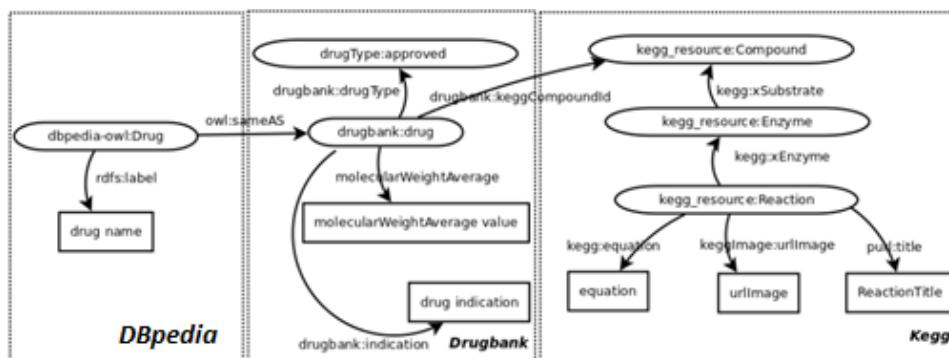 drugType:approved
kegg_resource:Compound
drugbank:drugType
drugbank:keggCompoundId
kegg:xSubstrate
owl:sameAS
dbpedia-owl:Drug
drugbank:drug
kegg_resource:Enzyme
rdfs:label
molecularWeightAverage
kegg:xEnzyme
kegg_resource:Reaction
drug name
molecularWeightAverage value
kegg:equation
keggImage:urlImage
purl:title
equation
urlImage
ReactionTitle
drug indication
DBpedia
drugbank:indication
Drugbank
Kegg